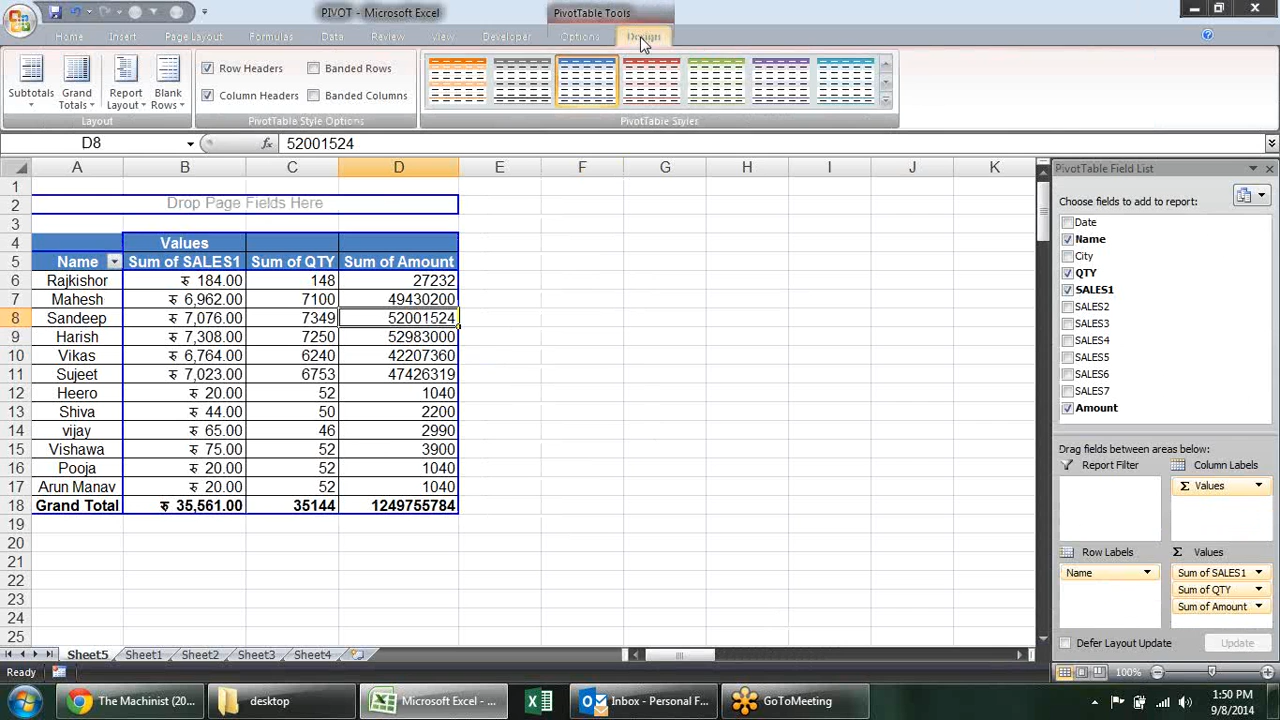 PIVOT - Microsoft Excel
PivotTable Tools
Home Page Layout Formulas Data Review View Developer Options Design
Subtotals
Grand Totals
Report Layout
Blank Rows
Row Headers
Banded Rows
Column Headers
Banded Columns
Layout
PivotTable Style Options
PivotTable Styles
D8 fx 52001524
A B C D E F G H I J K
1
2 Drop Page Fields Here
3
4 Values
5 Name Sum of SALES1 Sum of QTY Sum of Amount
6 Rajkishor रु 184.00 148 27232
7 Mahesh रु 6,962.00 7100 49430200
8 Sandeep रु 7,076.00 7349 52001524
9 Harish रु 7,308.00 7250 52983000
10 Vikas रु 6,764.00 6240 42207360
11 Sujeet रु 7,023.00 6753 47426319
12 Heero रु 20.00 52 1040
13 Shiva रु 44.00 50 2200
14 vijay रु 65.00 46 2990
15 Vishawa रु 75.00 52 3900
16 Pooja रु 20.00 52 1040
17 Arun Manav रु 20.00 52 1040
18 Grand Total रु 35,561.00 35144 1249755784
19
20
21
22
23
24
25
PivotTable Field List
Choose fields to add to report:
Date
Name
City
QTY
SALES1
SALES2
SALES3
SALES4
SALES5
SALES6
SALES7
Amount
Drag fields between areas below:
Report Filter
Column Labels
Σ Values
Row Labels
Σ Values
Name
Sum of SALES1
Sum of QTY
Sum of Amount
Defer Layout Update
Update
Sheet5 Sheet1 Sheet2 Sheet3 Sheet4
Ready
100%
The Machinist (20...
desktop
Microsoft Excel - ...
Inbox - Personal F...
GoToMeeting
1:50 PM
9/8/2014